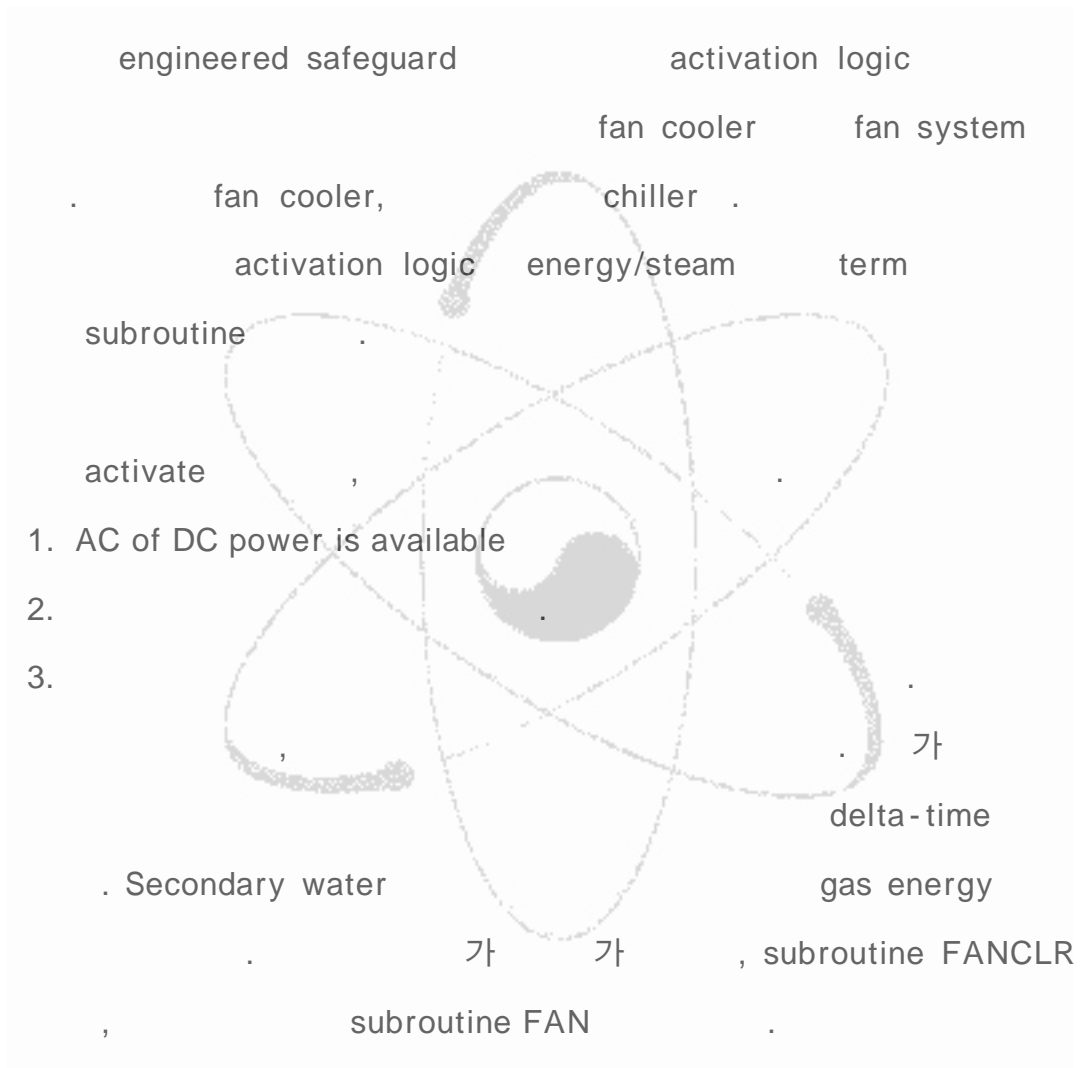 engineered safeguard activation logic
fan cooler fan system
. fan cooler, chiller .
activation logic energy/steam term
subroutine .
activate , .
1. AC of DC power is available
2. .
3. .
, . 가
delta-time
. Secondary water gas energy
. 가 가 , subroutine FANCLR
, subroutine FAN .